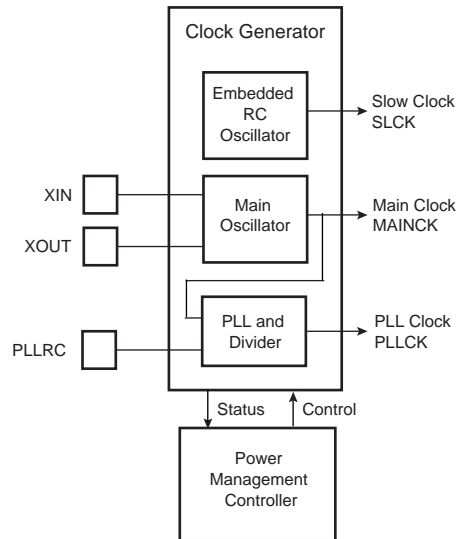 Clock Generator
Embedded
RC
Oscillator
Slow Clock
SLCK
XIN
XOUT
Main
Oscillator
Main Clock
MAINCK
PLLRC
PLL and
Divider
PLL Clock
PLLCK
Status
Control
Power
Management
Controller